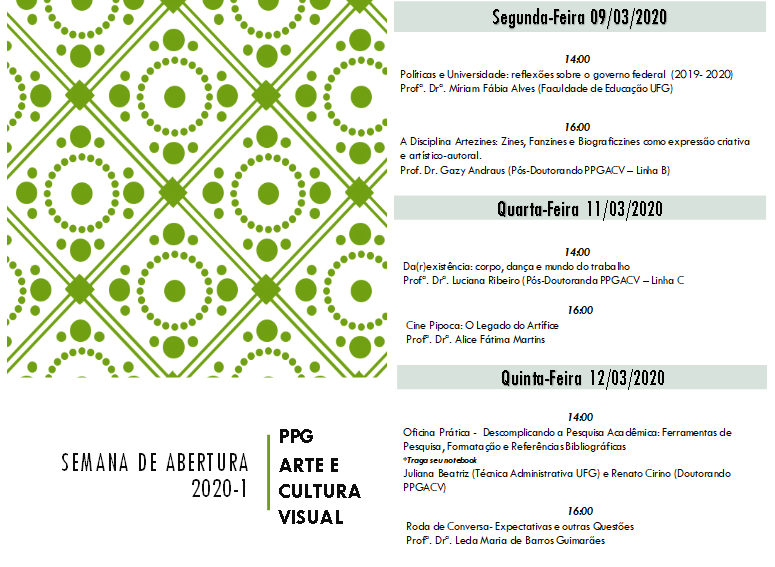 SEMANA DE ABERTURA
2020-1
PPG
ARTE E
CULTURA
VISUAL
Segunda-Feira 09/03/2020
14:00
Políticas e Universidade: reflexões sobre o governo federal (2019- 2020)
Profª. Drª. Míriam Fábia Alves (Faculdade de Educação UFG)
16:00
A Disciplina Artezines: Zines, Fanzines e Biograficzines como expressão criativa
e artístico-autoral.
Prof. Dr. Gazy Andraus (Pós-Doutorando PPGACV – Linha B)
Quarta-Feira 11/03/2020
14:00
Da(r)existência: corpo, dança e mundo do trabalho
Profª. Drª. Luciana Ribeiro (Pós-Doutoranda PPGACV – Linha C
16:00
Cine Pipoca: O Legado do Artífice
Profª. Drª. Alice Fátima Martins
Quinta-Feira 12/03/2020
14:00
Oficina Prática - Descomplicando a Pesquisa Acadêmica: Ferramentas de
Pesquisa, Formatação e Referências Bibliográficas
*Traga seu notebook
Juliana Beatriz (Técnica Administrativa UFG) e Renato Cirino (Doutorando
PPGACV)
16:00
Roda de Conversa- Expectativas e outras Questões
Profª. Drª. Leda Maria de Barros Guimarães